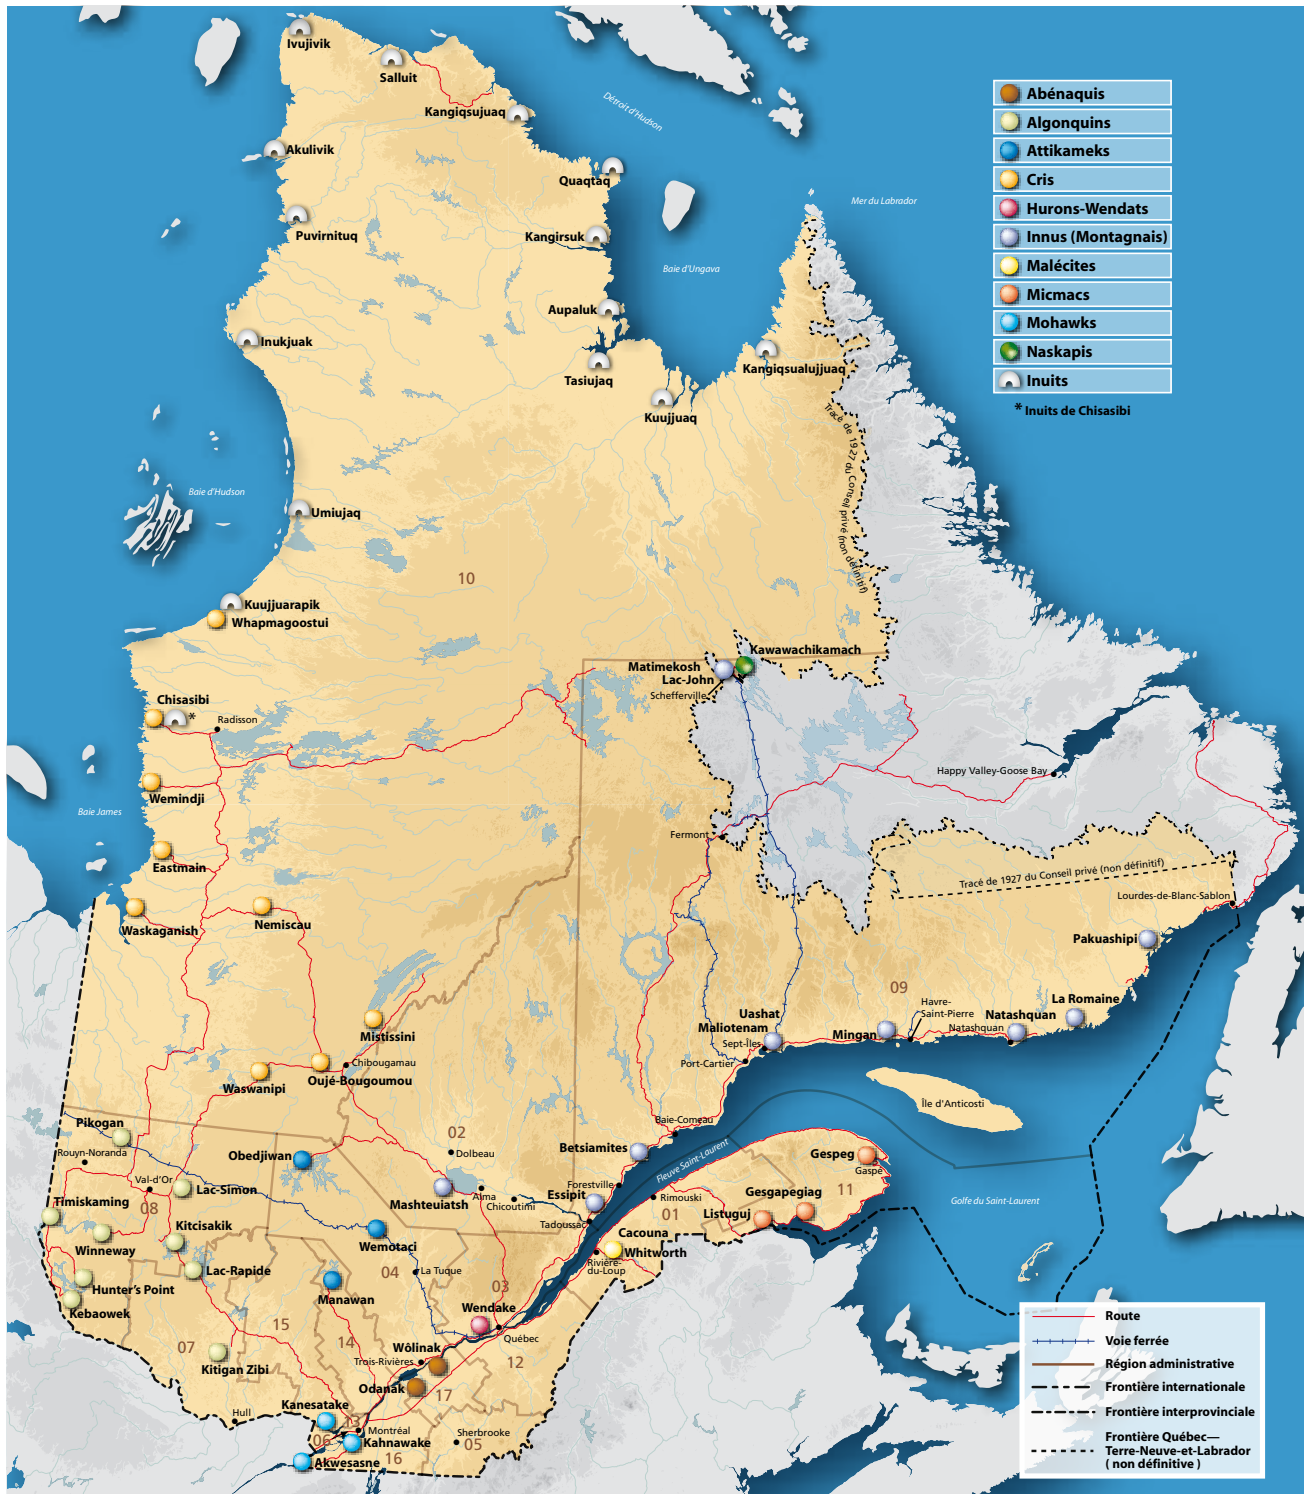 Ivujivik
Salluit
Kangiqsujuaq
Détroit d'Hudson
Akulivik
Quaqtaq
Mer du Labrador
Puvirnituq
Kangirsuk
Baie d'Ungava
Aupaluk
Inukjuak
Tasiujaq
Kangiqsualujjuaq
Kuujjuaq
Tracé de 1927 du Conseil privé (non définitif)
Baie d'Hudson
Umiujaq
10
Kuujjuarapik
Whapmagoostui
Kawawachikamach
Matimekosh
Lac-John
Schefferville
Chisasibi
*
Radisson
Happy Valley-Goose Bay
Wemindji
Baie James
Fermont
Eastmain
Tracé de 1927 du Conseil privé (non définitif)
Lourdes-de-Blanc-Sablon
Nemiscau
Waskaganish
Pakuashipi
09
La Romaine
Havre-
Saint-Pierre
Natashquan
Natashquan
Uashat
Maliotenam
Mingan
Sept-Îles
Port-Cartier
Mistissini
Chibougamau
Oujé-Bougoumou
Waswanipi
Île d'Anticosti
Pikogan
Rouyn-Noranda
02
Dolbeau
Baie-Comeau
Betsiamites
Fleuve Saint-Laurent
Gespeg
Gaspé
Obedjiwan
Val-d'Or
Lac-Simon
08
Mashteuiatsh
Alma
Chicoutimi
Forestville
Essipit
Tadoussac
Rimouski
01
Gesgapegiag
11
Listuguj
Golfe du Saint-Laurent
Timiskaming
Kitcisakik
Winneway
Wemotaci
Cacouna
Whitworth
Rivière-
du-Loup
Lac-Rapide
04
La Tuque
Hunter's Point
Kebaowek
Manawan
03
15
14
Wendake
Québec
07
Kitigan Zibi
Wôlinak
Trois-Rivières
12
Odanak
17
Kanesatake
Hull
13
Montréal
06
Kahnawake
Sherbrooke
05
16
Akwesasne
Abénaquis
Algonquins
Attikameks
Cris
Hurons-Wendats
Innus (Montagnais)
Malécites
Micmacs
Mohawks
Naskapis
Inuits
* Inuits de Chisasibi
Route
Voie ferrée
Région administrative
Frontière internationale
Frontière interprovinciale
Frontière Québec—
Terre-Neuve-et-Labrador
( non définitive )